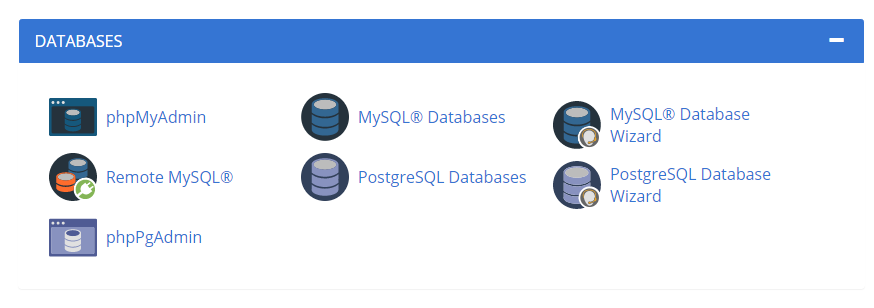 DATABASES
phpMyAdmin
MySQL® Databases
MySQL® Database
Wizard
Remote MySQL®
PostgreSQL Databases
PostgreSQL Database
Wizard
phpPgAdmin